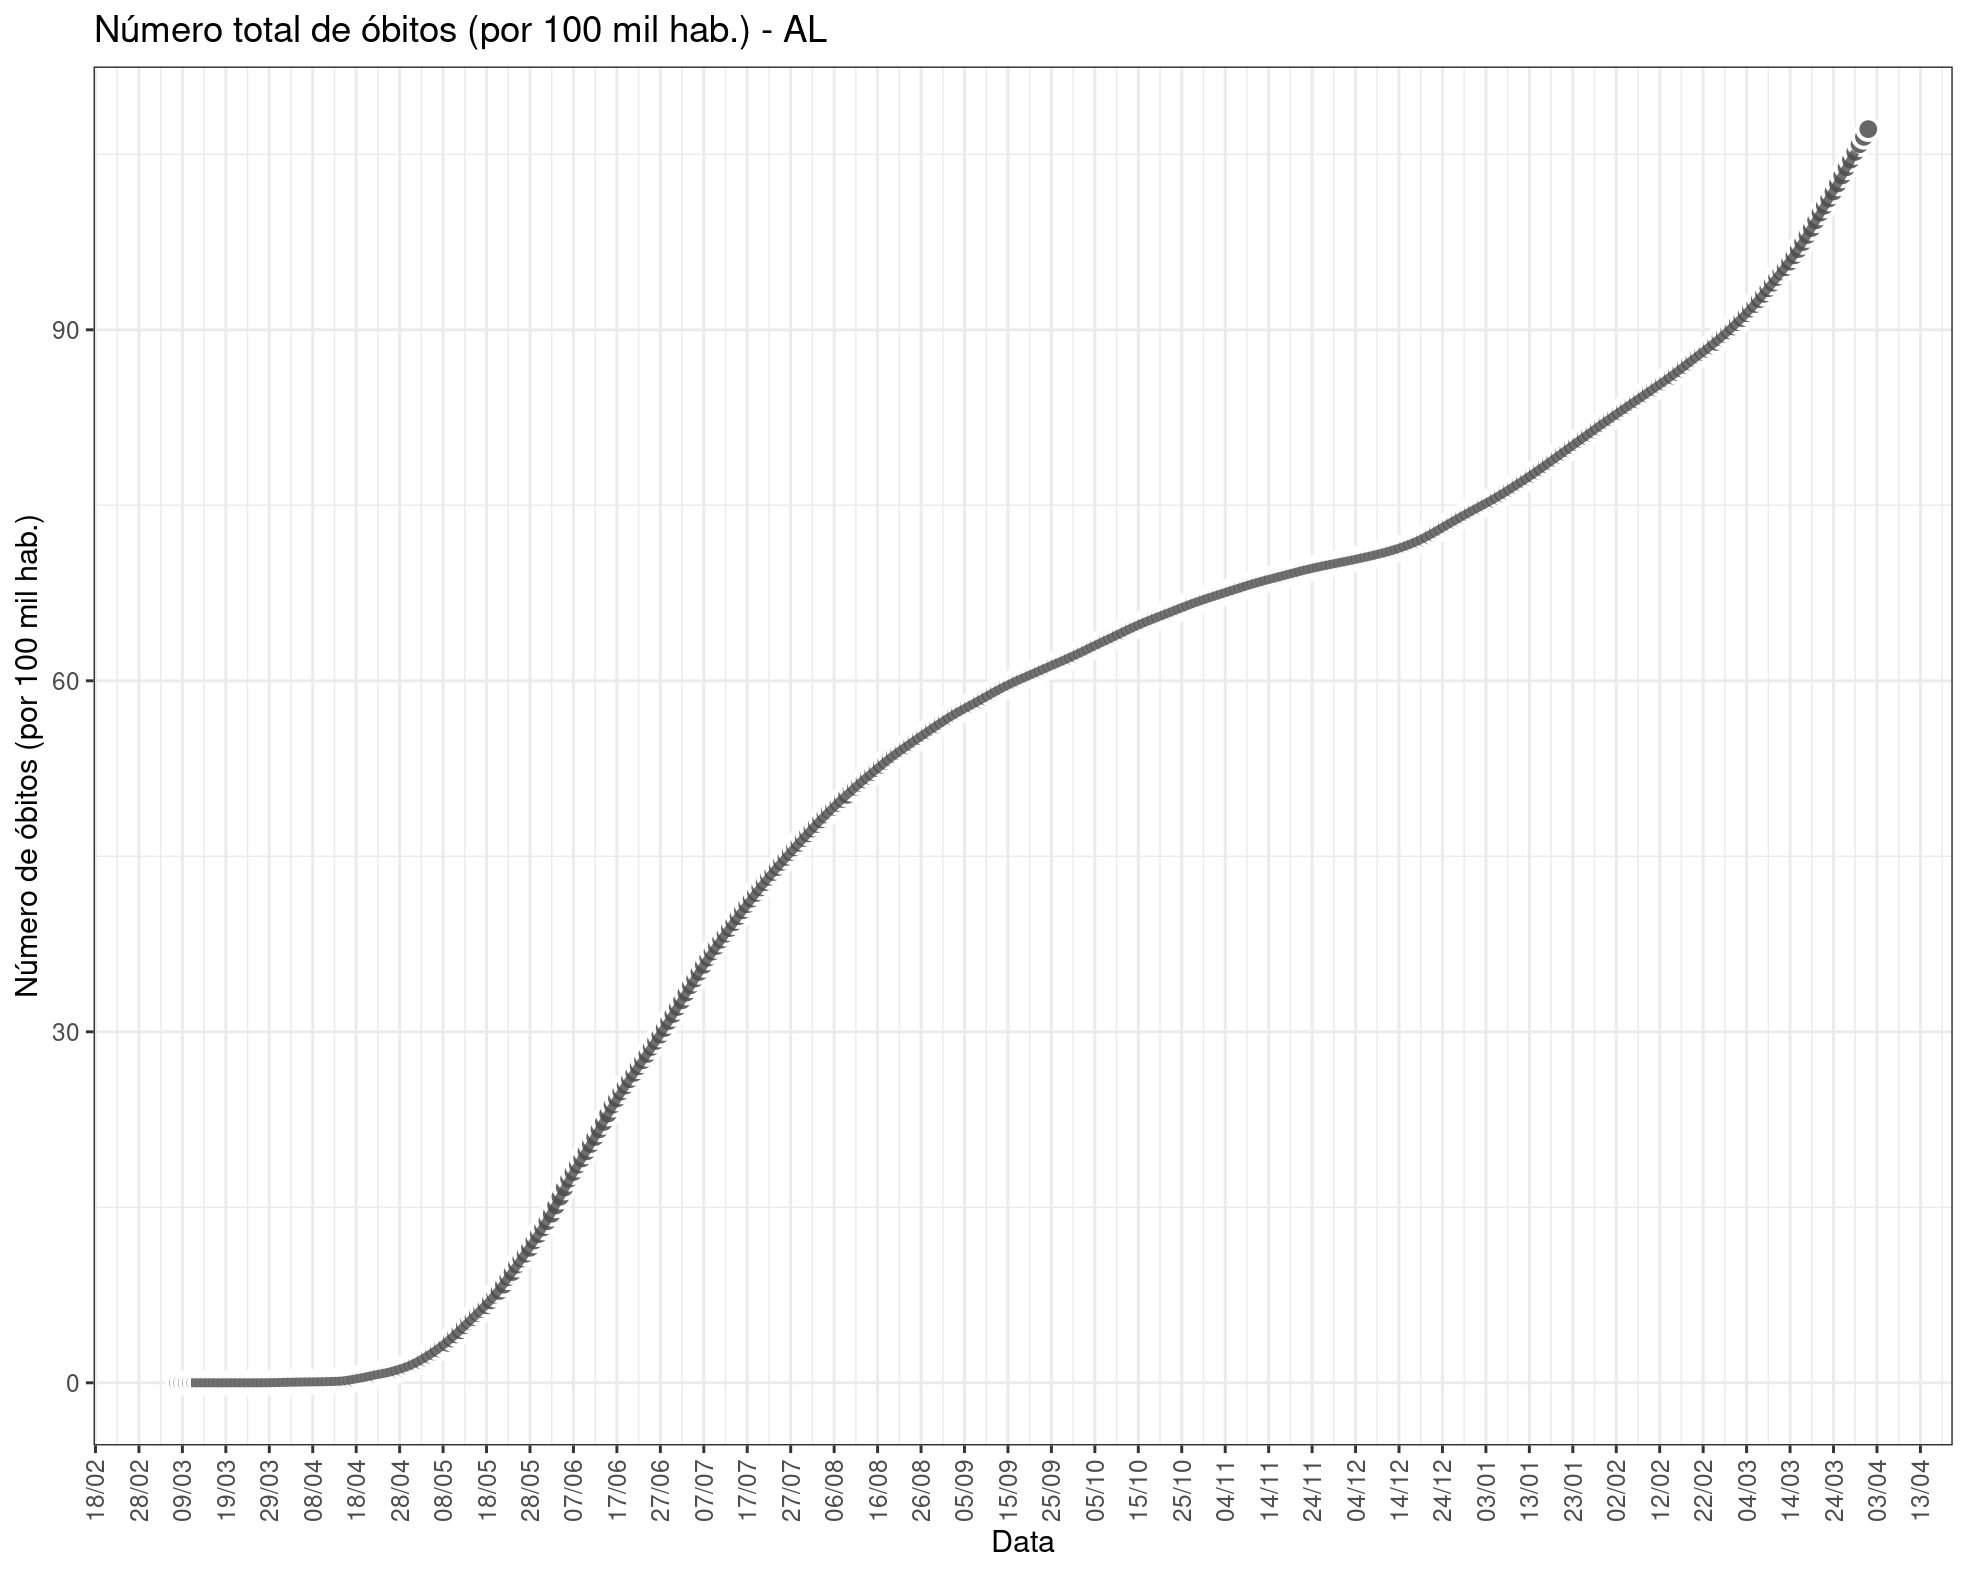 Número total de óbitos (por 100 mil hab.) - AL
Número de óbitos (por 100 mil hab.)
90
60
30
0
18/02 28/02 09/03 19/03 29/03 08/04 18/04 28/04 08/05 18/05 28/05 07/06 17/06 27/06 07/07 17/07 27/07 06/08 16/08 26/08 05/09 15/09 25/09 05/10 15/10 25/10 04/11 14/11 24/11 04/12 14/12 24/12 03/01 13/01 23/01 02/02 12/02 22/02 04/03 14/03 24/03 03/04 13/04
Data